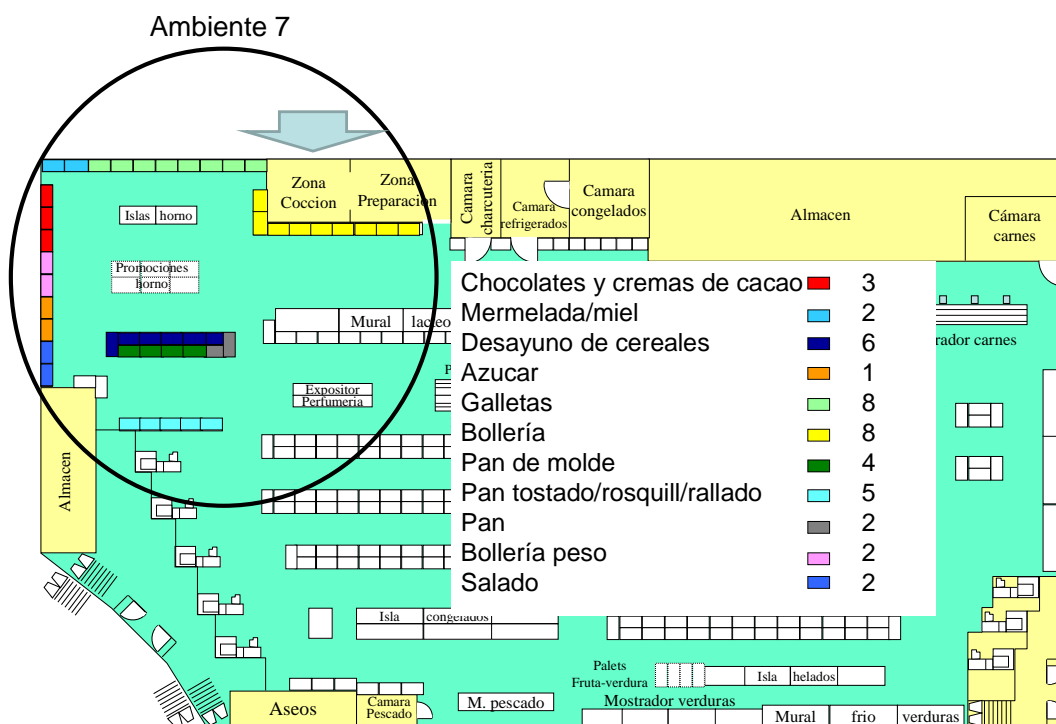 Ambiente 7
Zona
Coccion
Zona
Preparacion
Camara
charcuteria
Camara
refrigerados
Camara
congelados
Almacen
Cámara
carnes
Islas horno
Promociones
horno
Mural lacteo
rador carnes
Expositor
Perfumeria
P
Chocolates y cremas de cacao 3
Mermelada/miel 2
Desayuno de cereales 6
Azucar 1
Galletas 8
Bollería 8
Pan de molde 4
Pan tostado/rosquill/rallado 5
Pan 2
Bollería peso 2
Salado 2
Almacen
Isla congelados
Palets
Fruta-verdura
Isla helados
Aseos
Camara
Pescado
M. pescado
Mostrador verduras
Mural frio verduras